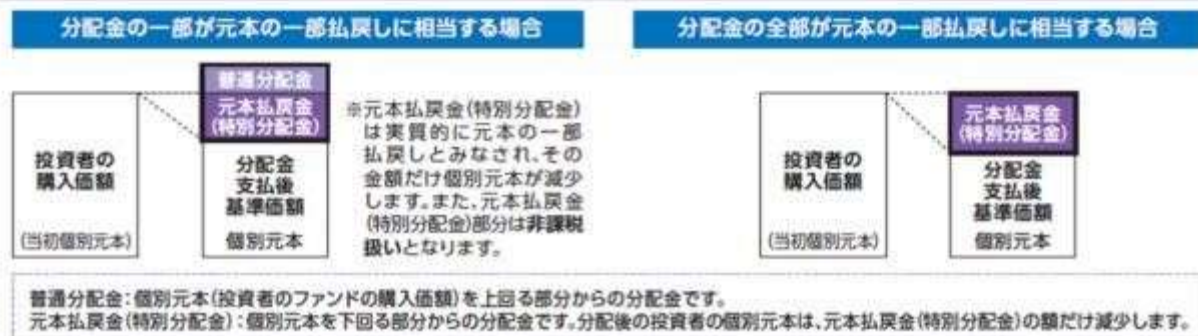 分配金の一部が元本の一部払戻しに相当する場合
普通分配金
元本払戻金
(特別分配金)
投資者の
購入価額
(当初個別元本)
分配金
支払後
基準価額
個別元本
※元本払戻金(特別分配金)
は実質的に元本の一部
払戻しとみなされ、その
金額だけ個別元本が減少
します。また、元本払戻金
(特別分配金)部分は非課税
扱いとなります。
分配金の全部が元本の一部払戻しに相当する場合
元本払戻金
(特別分配金)
投資者の
購入価額
(当初個別元本)
分配金
支払後
基準価額
個別元本
普通分配金:個別元本(投資者のファンドの購入価額)を上回る部分からの分配金です。
元本払戻金(特別分配金):個別元本を下回る部分からの分配金です。分配後の投資者の個別元本は、元本払戻金(特別分配金)の額だけ減少します。